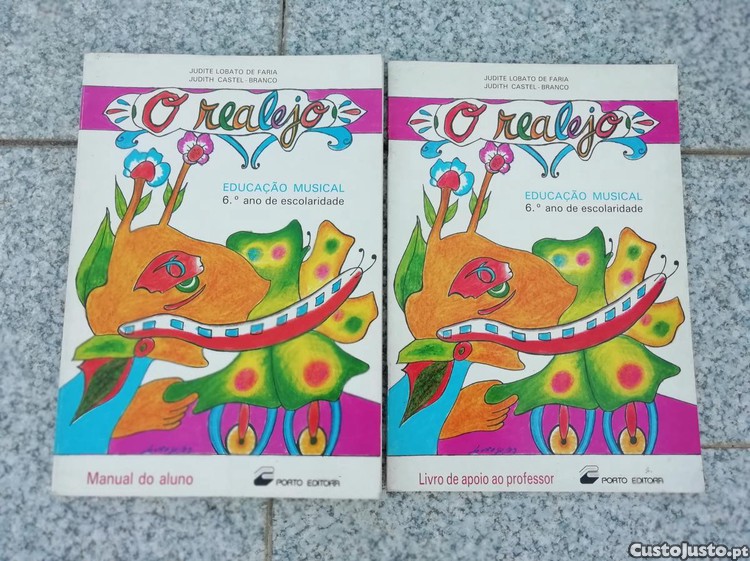 JUDITE LOBATO DE FARIA
JUDITH CASTEL-BRANCO
O realejo
EDUCAÇÃO MUSICAL
6.º ano de escolaridade
Manual do aluno
PORTO EDITORA
JUDITE LOBATO DE FARIA
JUDITH CASTEL-BRANCO
O realejo
EDUCAÇÃO MUSICAL
6.º ano de escolaridade
Livro de apoio ao professor
PORTO EDITORA
CustoJusto.pt